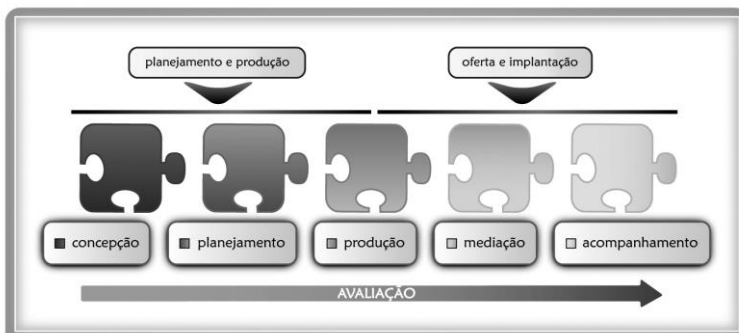 planejamento e produção
oferta e implantação
concepção
planejamento
produção
mediação
acompanhamento
AVALIAÇÃO